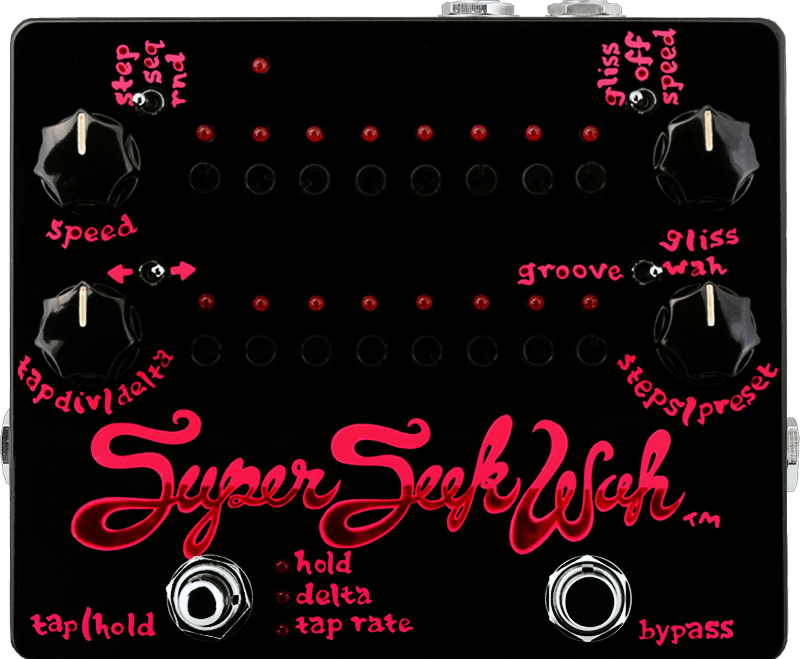 step
seq
rnd
gliss
off
speed
speed
gliss
groove wah
tap div/delta
steps/preset
Super Seek Wah TM
hold
delta
tap rate
tap/hold
bypass